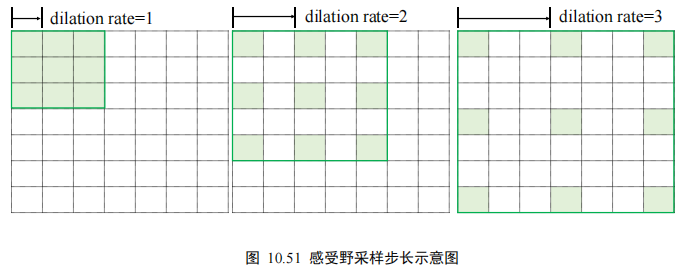 dilation rate=1
dilation rate=2
dilation rate=3
图 10.51 感受野采样步长示意图